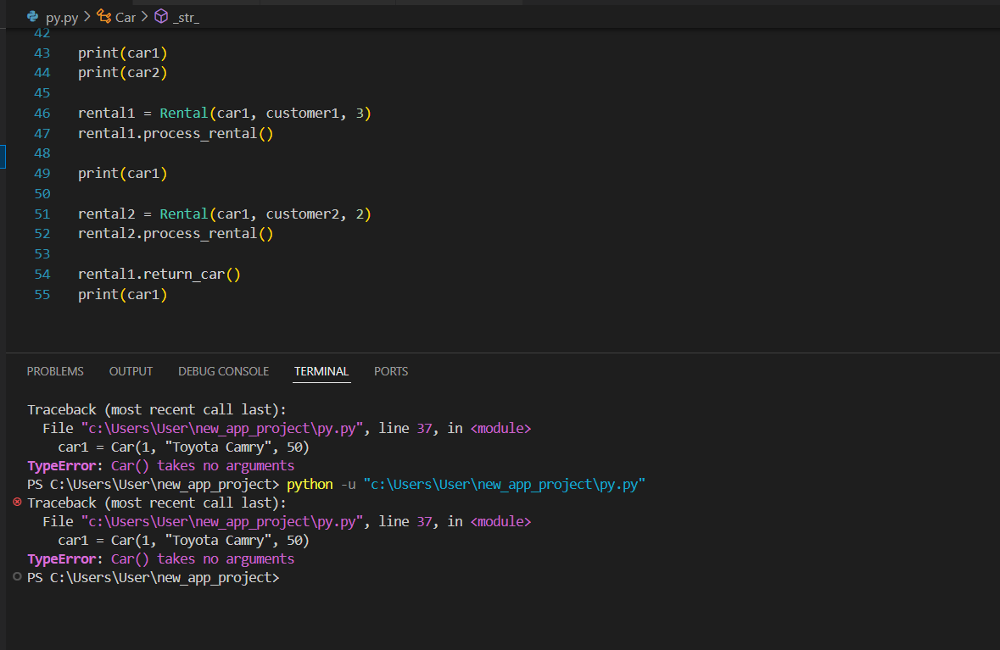 py.py > Car > _str_
42
43 print(car1)
44 print(car2)
45
46 rental1 = Rental(car1, customer1, 3)
47 rental1.process_rental()
48
49 print(car1)
50
51 rental2 = Rental(car1, customer2, 2)
52 rental2.process_rental()
53
54 rental1.return_car()
55 print(car1)
PROBLEMS OUTPUT DEBUG CONSOLE TERMINAL PORTS
Traceback (most recent call last):
  File "c:\Users\User\new_app_project\py.py", line 37, in <module>
    car1 = Car(1, "Toyota Camry", 50)
TypeError: Car() takes no arguments
PS C:\Users\User\new_app_project> python -u "c:\Users\User\new_app_project\py.py"
Traceback (most recent call last):
  File "c:\Users\User\new_app_project\py.py", line 37, in <module>
    car1 = Car(1, "Toyota Camry", 50)
TypeError: Car() takes no arguments
PS C:\Users\User\new_app_project>